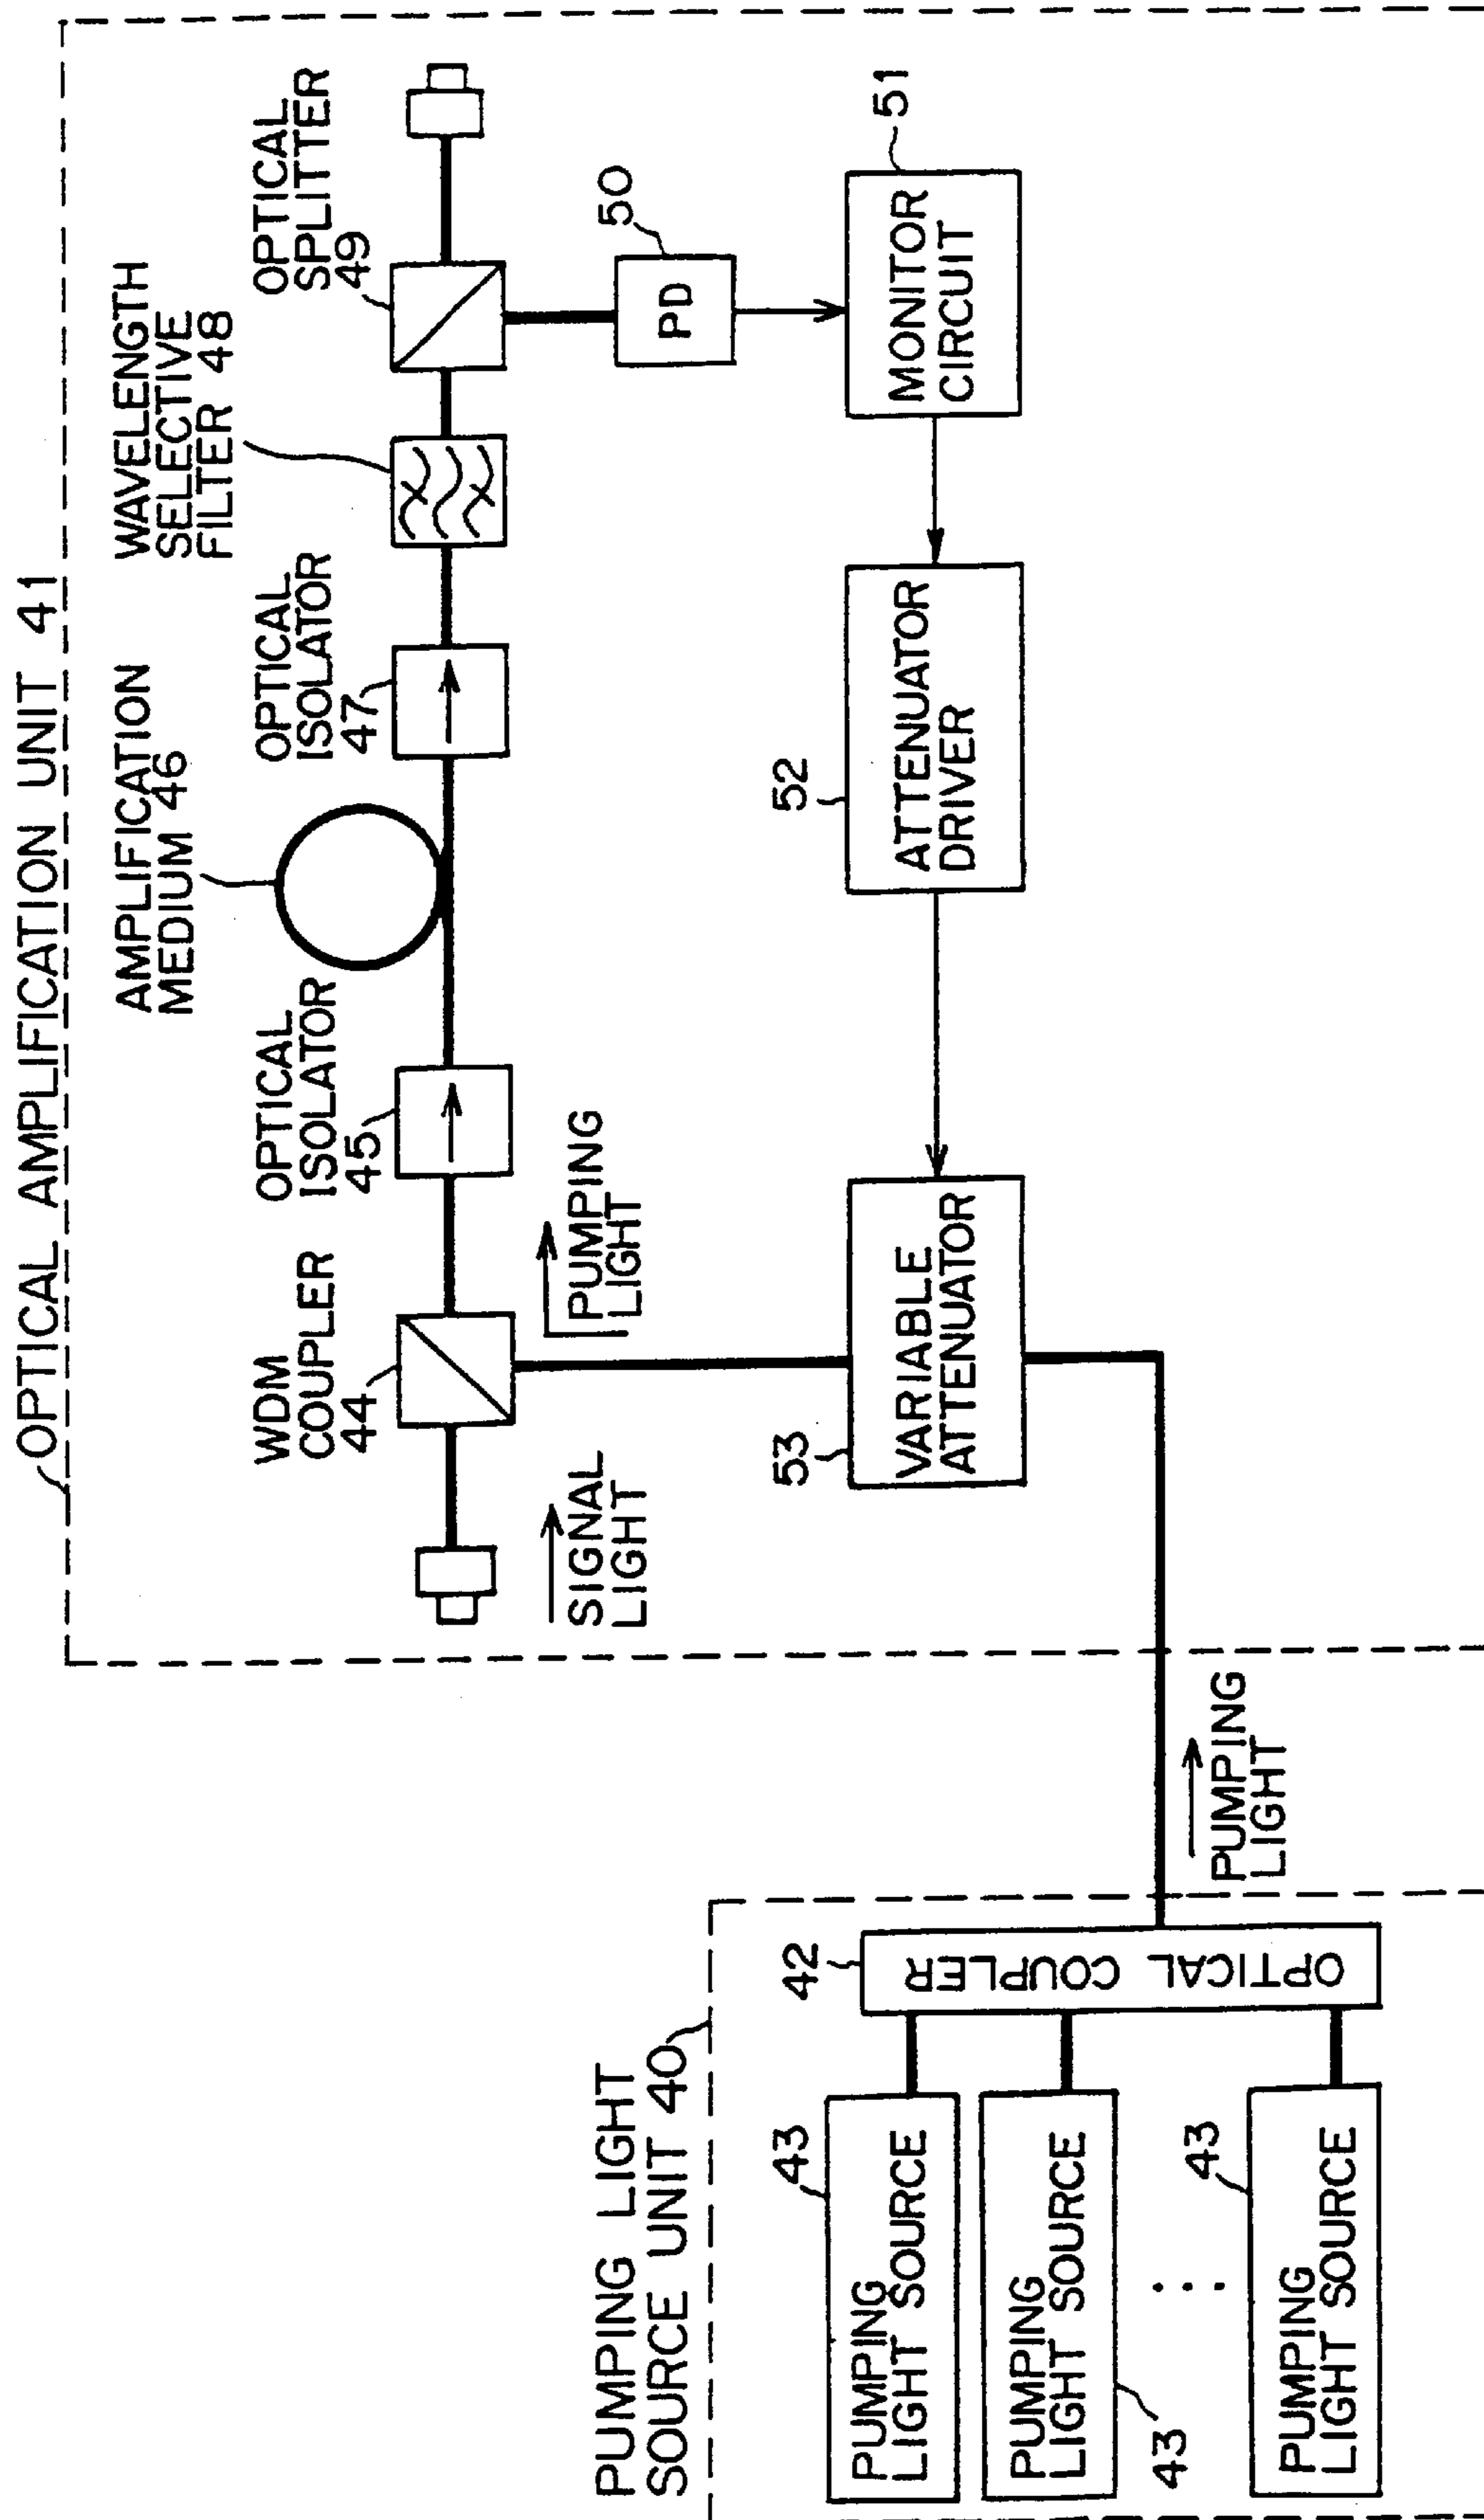 OPTICAL AMPLIFICATION UNIT 41
AMPLIFICATION
MEDIUM 46
WAVELENGTH
SELECTIVE
FILTER 48
WDM
COUPLER
44
OPTICAL
ISOLATOR
45
OPTICAL
ISOLATOR
47
OPTICAL
SPLITTER
49
SIGNAL
LIGHT
PUMPING
LIGHT
50
PD
53
VARIABLE
ATTENUATOR
52
ATTENUATOR
DRIVER
51
MONITOR
CIRCUIT
PUMPING LIGHT
SOURCE UNIT 40
43
PUMPING
LIGHT SOURCE
43
PUMPING
LIGHT SOURCE
43
PUMPING
LIGHT SOURCE
42
OPTICAL COUPLER
PUMPING
LIGHT